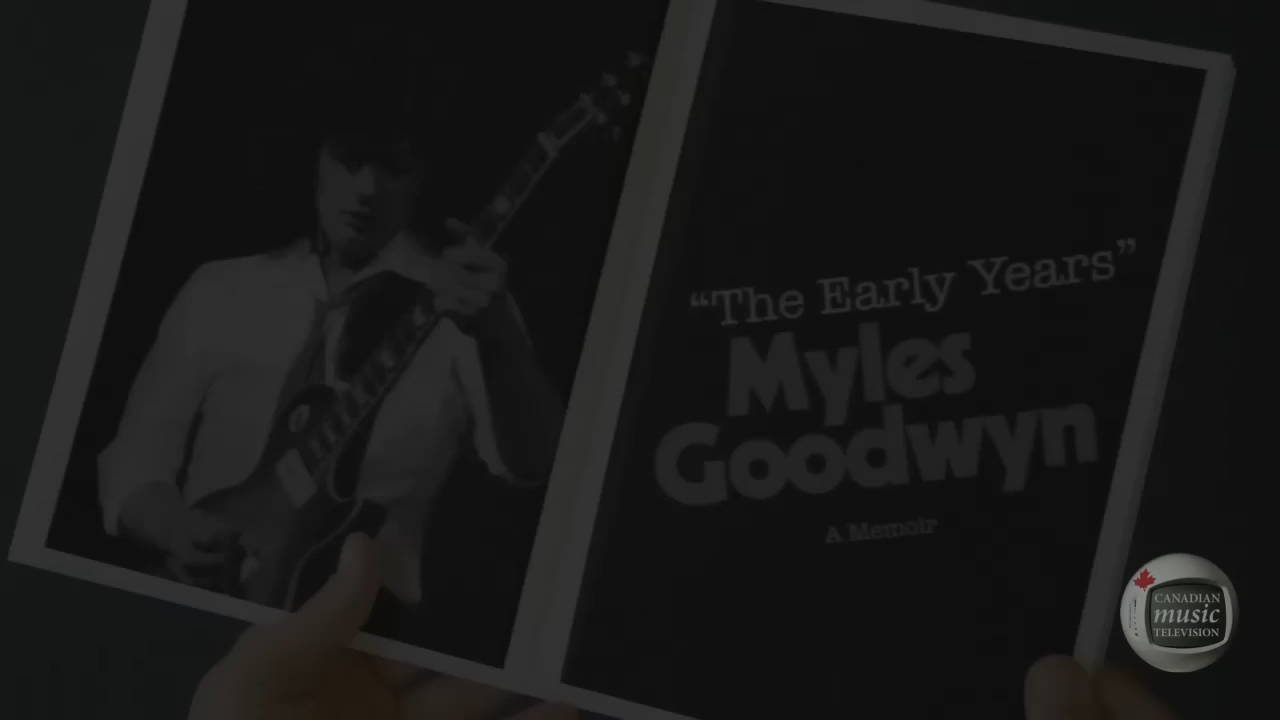 “The Early Years”
Myles
Goodwyn
A Memoir
CANADIAN
music
TELEVISION